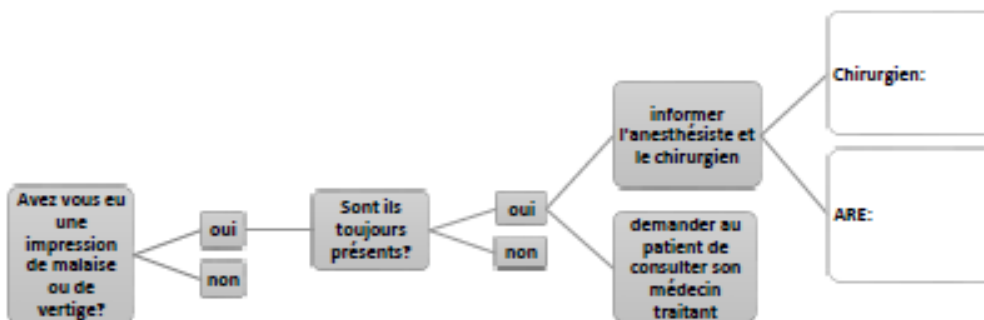 Avez vous eu
une
impression
de malaise
ou de
vertige?
oui
non
Sont ils
toujours
présents?
oui
non
informer
l'anesthésiste et
le chirurgien
demander au
patient de
consulter son
médecin
traitant
Chirurgien:
ARE: